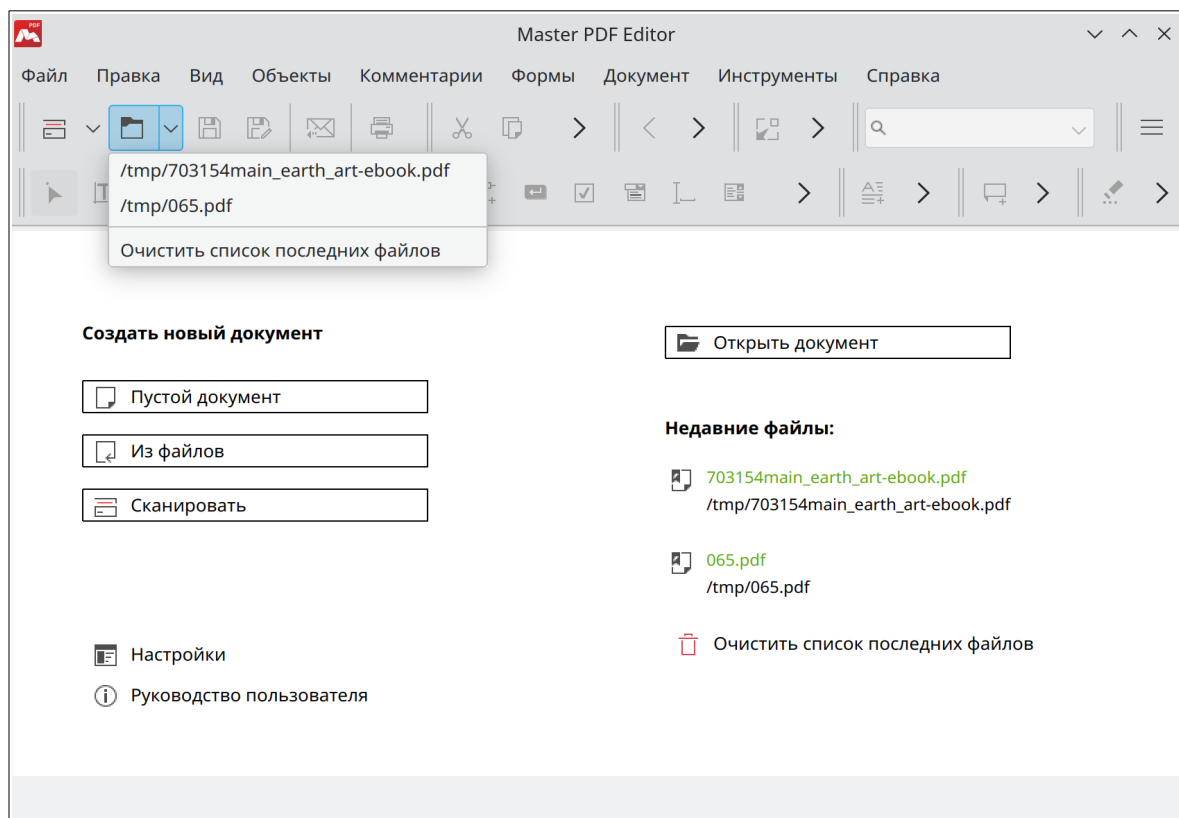 PDF
Master PDF Editor
Файл Правка Вид Объекты Комментарии Формы Документ Инструменты Справка
/tmp/703154main_earth_art-ebook.pdf
/tmp/065.pdf
Очистить список последних файлов
Создать новый документ
Пустой документ
Из файлов
Сканировать
Настройки
Руководство пользователя
Открыть документ
Недавние файлы:
703154main_earth_art-ebook.pdf
/tmp/703154main_earth_art-ebook.pdf
065.pdf
/tmp/065.pdf
Очистить список последних файлов